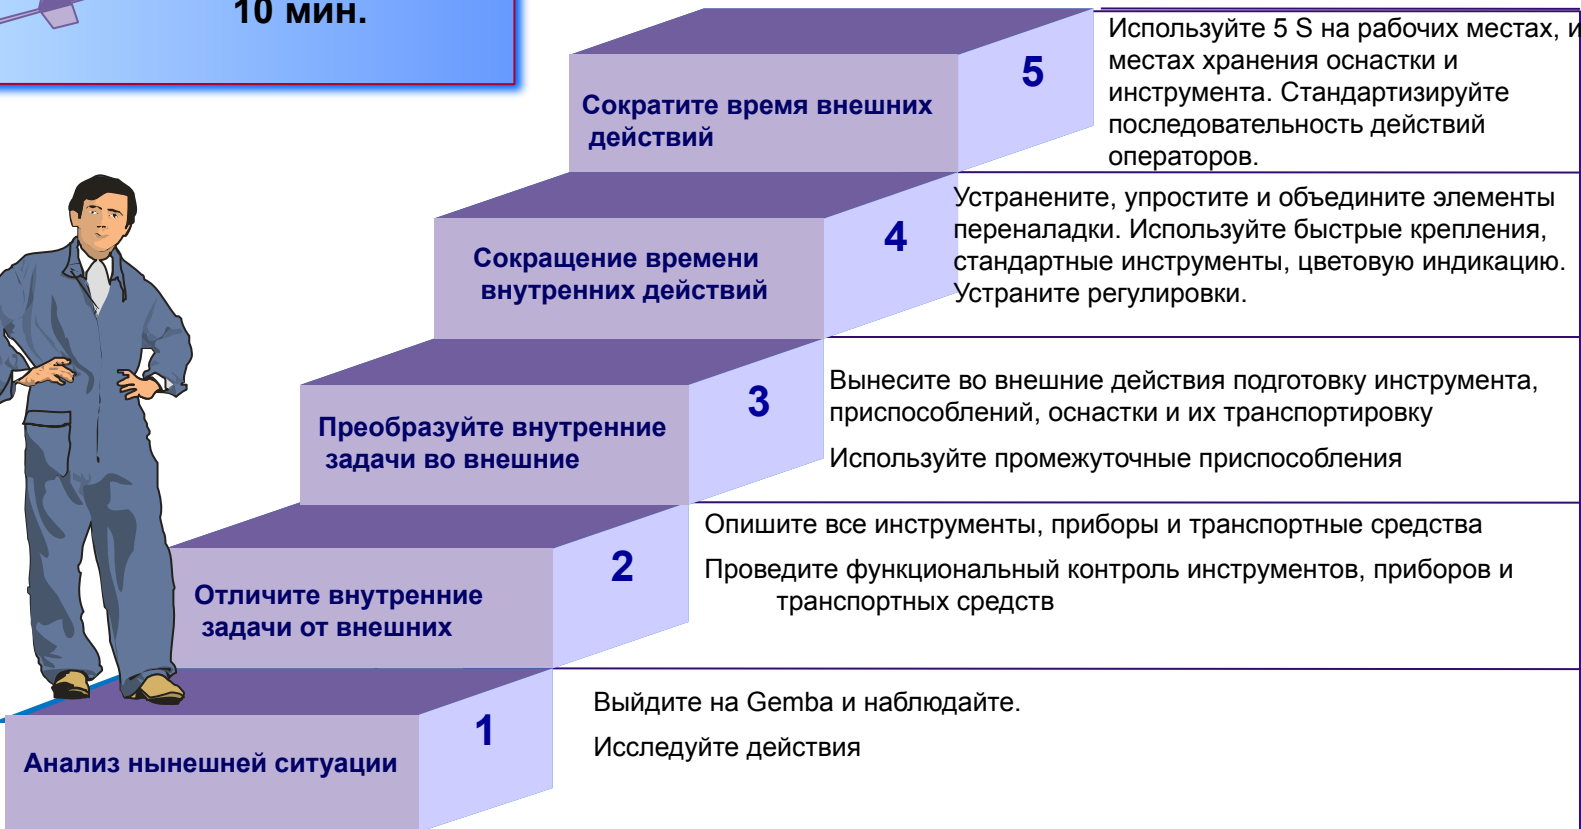 10 мин.
5
Сократите время внешних
действий
Используйте 5 S на рабочих местах, и
местах хранения оснастки и
инструмента. Стандартизируйте
последовательность действий
операторов.
4
Сокращение времени
внутренних действий
Устранените, упростите и объедините элементы
переналадки. Используйте быстрые крепления,
стандартные инструменты, цветовую индикацию.
Устраните регулировки.
3
Преобразуйте внутренние
задачи во внешние
Вынесите во внешние действия подготовку инструмента,
приспособлений, оснастки и их транспортировку
Используйте промежуточные приспособления
2
Отличите внутренние
задачи от внешних
Опишите все инструменты, приборы и транспортные средства
Проведите функциональный контроль инструментов, приборов и
транспортных средств
1
Анализ нынешней ситуации
Выйдите на Gemba и наблюдайте.
Исследуйте действия